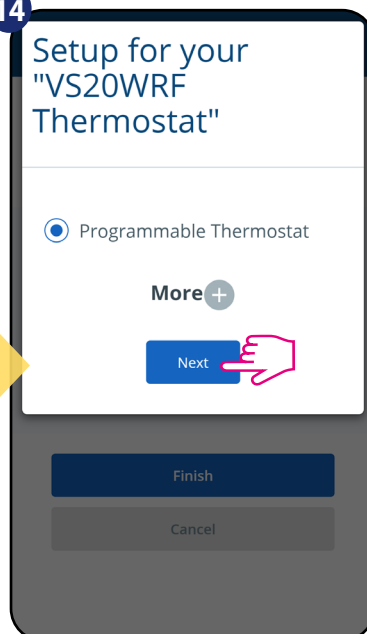 14
Setup for your
"VS20WRF
Thermostat"
Programmable Thermostat
More +
Next
Finish
Cancel